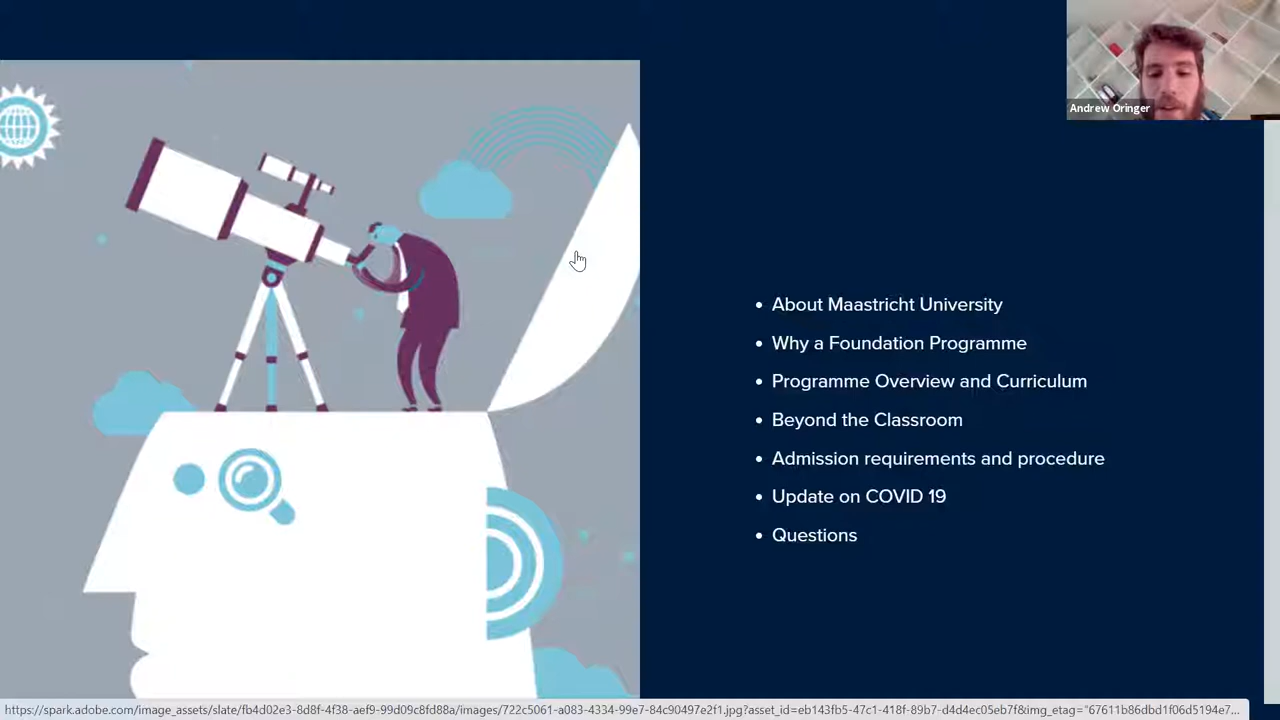 Andrew Oringer
About Maastricht University
Why a Foundation Programme
Programme Overview and Curriculum
Beyond the Classroom
Admission requirements and procedure
Update on COVID 19
Questions
https://spark.adobe.com/image_assets/slate/fb4d02e3-8d8f-4f38-aef9-99d09c8fd88a/images/722c5061-a083-4334-99e7-84c90497e2f1.jpg?asset_id=eb143fb5-47c1-418f-89b7-d4d4ec05eb7f&img_etag="67611b86dbd1f06d5194e7...